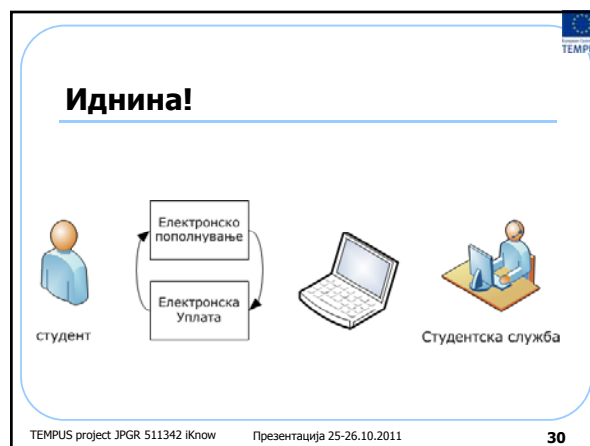 TEMPUS
Иднина!
Електронско
пополнување
Електронска
Уплата
студент
Студентска служба
TEMPUS project JPGR 511342 iKnow Презентација 25-26.10.2011 30